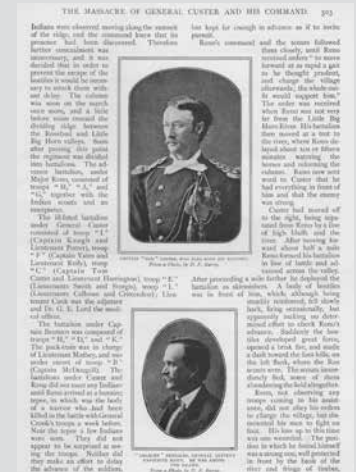 THE MASSACRE OF GENERAL CUSTER AND HIS COMMAND. 303
Indians were observed moving along the summit
of the ridge, and the command knew that its
presence had been discovered. Therefore
further concealment was
unnecessary, and it was
decided that in order to
prevent the escape of the
hostiles it would be neces-
sary to attack them with-
out delay. The column
was soon on the march
once more, and a little
before noon crossed the
dividing ridge between
the Rosebud and Little
Big Horn valleys. Soon
after passing this point
the regiment was divided
into battalions. The ad-
vance battalion, under
Major Reno, consisted of
troops "M," "A," and
"G," together with the
Indian scouts and an
interpreter.
The battalion
under General Custer
consisted of troop "I"
(Captain Keogh and
Lieutenant Porter), troop
"F" (Captain Yates and
Lieutenant Reily), troop
"C" (Captain Tom
Custer and Lieutenant Harrington), troop "E"
(Lieutenants Smith and Sturgis), troop "L"
(Lieutenants Calhoun and Crittenden); Lieu-
tenant Cook was the adjutant
and Dr. G. E. Lord the medi-
cal officer.
The battalion under Cap-
tain Benteen was composed of
troops "H," "D," and "K."
The pack-train was in charge
of Lieutenant Mathey, and was
under escort of troop "B"
(Captain McDougall). The
battalions under Custer and
Reno did not meet any Indians
until Reno arrived at a burning
tepee, in which was the body
of a warrior who had been
killed in the battle with General
Crook's troops a week before.
Near the tepee a few Indians
were seen. They did not
appear to be surprised at see-
ing the troops. Neither did
they make an effort to delay
the advance of the soldiers,
but kept far enough in advance as if to invite
pursuit.
Reno's command and the scouts followed
them closely, until Reno
received orders "to move
forward at as rapid a gait
as he thought prudent,
and charge the village
afterwards; the whole out-
fit would support him."
The order was received
when Reno was not very
far from the Little Big
Horn River. His battalion
then moved at a trot to
the river, where Reno de-
layed about ten or fifteen
minutes watering the
horses and reforming the
column. Reno now sent
word to Custer that he
had everything in front of
him and that the enemy
was strong.
Custer had moved off
to the right, being sepa-
rated from Reno by a line
of high bluffs and the
river. After moving for-
ward about half a mile
Reno formed his battalion
in line of battle and ad-
vanced across the valley.
After proceeding a mile farther he deployed the
battalion as skirmishers. A body of hostiles
was in front of him, which although being
steadily reinforced, fell slowly
back, firing occasionally, but
apparently making no deter-
mined effort to check Reno's
advance. Suddenly the hos-
tiles developed great force,
opened a brisk fire, and made
a dash toward the foot-hills, on
the left flank, where the Ree
scouts were. The scouts immedi-
ately fled, some of them
abandoning the field altogether.
Reno, not observing any
troops coming to his assist-
ance, did not obey his orders
to charge the village, but dis-
mounted his men to fight on
foot. His loss up to this time
was one wounded. The posi-
tion in which he found himself
was a strong one, well protected
in front by the bank of the
river and fringe of timber,